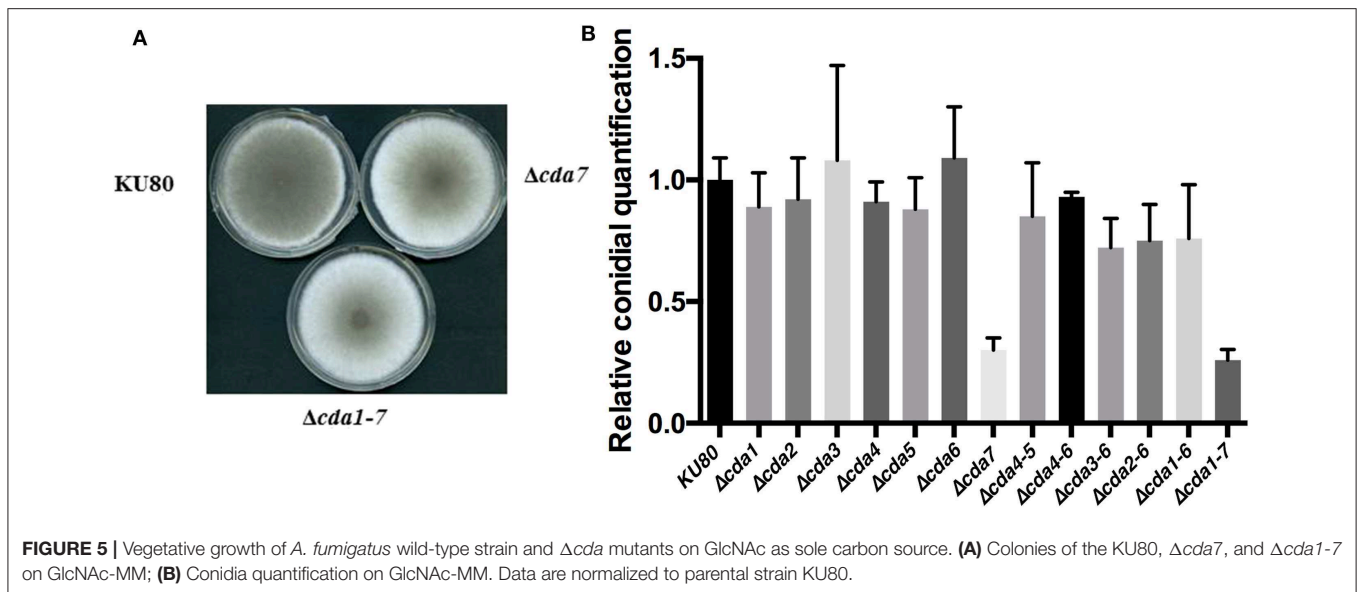 A
KU80
Δcda7
Δcda1-7
B
Relative conidial quantification
1.5
1.0
0.5
0.0
KU80
Δcda1
Δcda2
Δcda3
Δcda4
Δcda5
Δcda6
Δcda7
Δcda4-5
Δcda4-6
Δcda3-6
Δcda2-6
Δcda1-6
Δcda1-7
FIGURE 5 | Vegetative growth of A. fumigatus wild-type strain and Δcda mutants on GlcNAc as sole carbon source. (A) Colonies of the KU80, Δcda7, and Δcda1-7
on GlcNAc-MM; (B) Conidia quantification on GlcNAc-MM. Data are normalized to parental strain KU80.